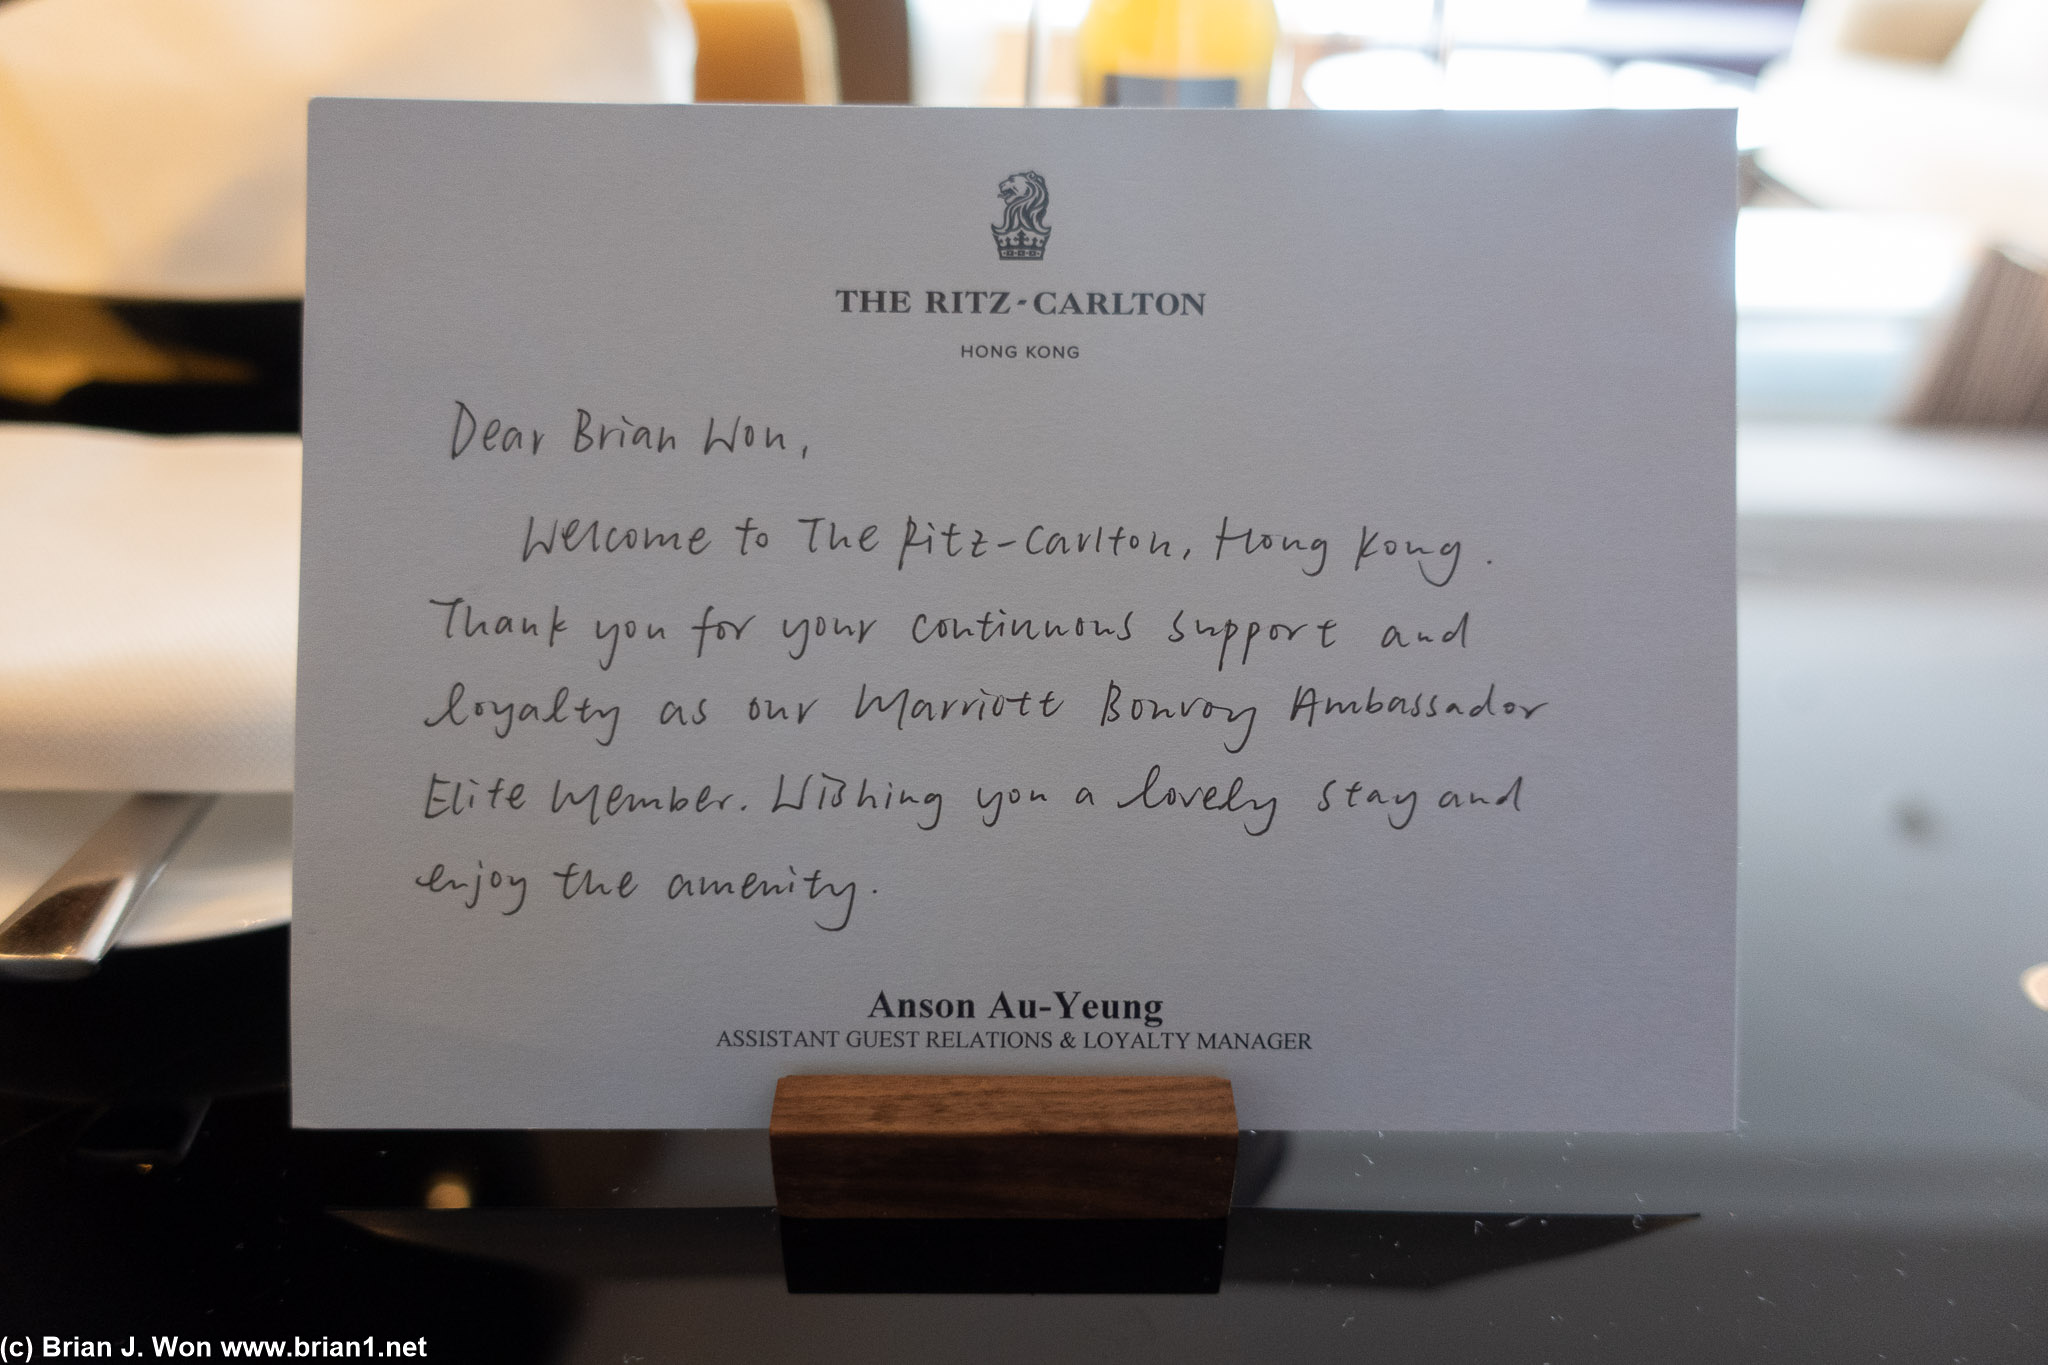 THE RITZ-CARLTON
HONG KONG
Dear Brian Won,
Welcome to The Ritz-Carlton, Hong Kong.
Thank you for your continuous support and
loyalty as our Marriott Bonvoy Ambassador
Elite Member. Wishing you a lovely stay and
enjoy the amenity.
Anson Au-Yeung
ASSISTANT GUEST RELATIONS & LOYALTY MANAGER
(c) Brian J. Won www.brian1.net